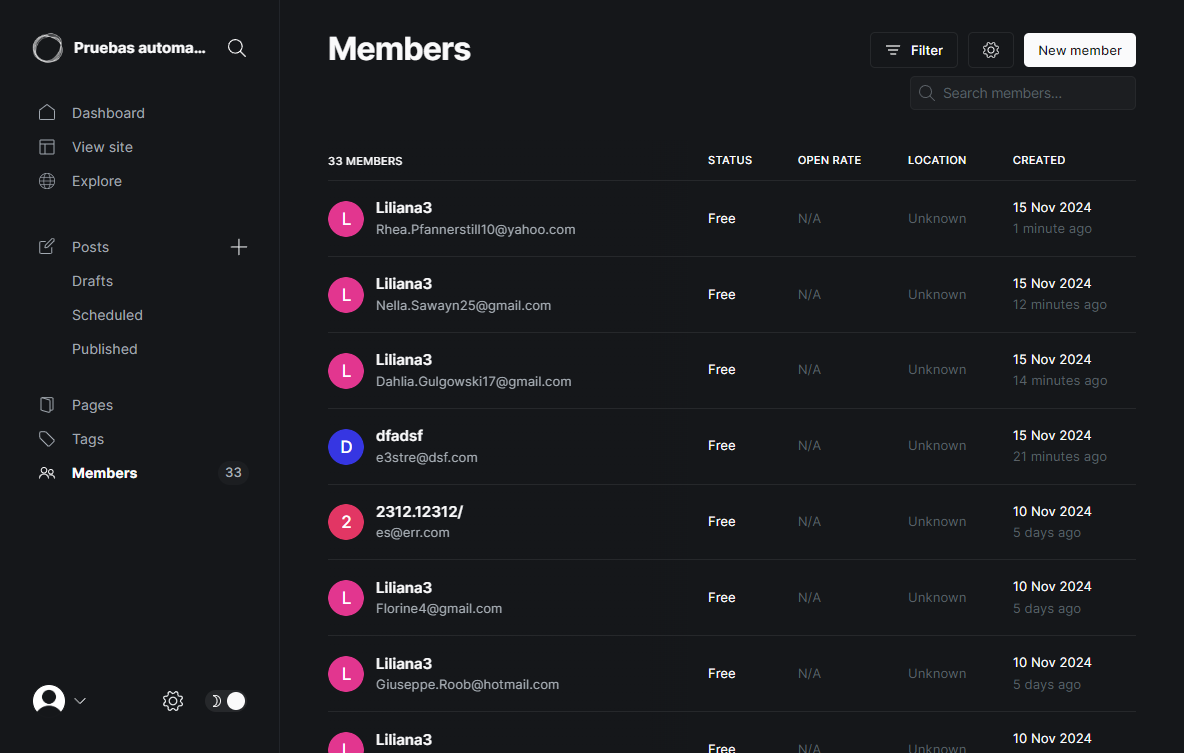 Pruebas automa...
Dashboard
View site
Explore
Posts
Drafts
Scheduled
Published
Pages
Tags
Members 33
Members
Filter
New member
Search members...
33 MEMBERS STATUS OPEN RATE LOCATION CREATED
L Liliana3 Free N/A Unknown 15 Nov 2024
Rhea.Pfannerstill10@yahoo.com 1 minute ago
L Liliana3 Free N/A Unknown 15 Nov 2024
Nella.Sawayn25@gmail.com 12 minutes ago
L Liliana3 Free N/A Unknown 15 Nov 2024
Dahlia.Gulgowski17@gmail.com 14 minutes ago
D dfadsf Free N/A Unknown 15 Nov 2024
e3stre@dsf.com 21 minutes ago
2 2312.12312/ Free N/A Unknown 10 Nov 2024
es@err.com 5 days ago
L Liliana3 Free N/A Unknown 10 Nov 2024
Florine4@gmail.com 5 days ago
L Liliana3 Free N/A Unknown 10 Nov 2024
Giuseppe.Roob@hotmail.com 5 days ago
L Liliana3 Free N/A Unknown 10 Nov 2024